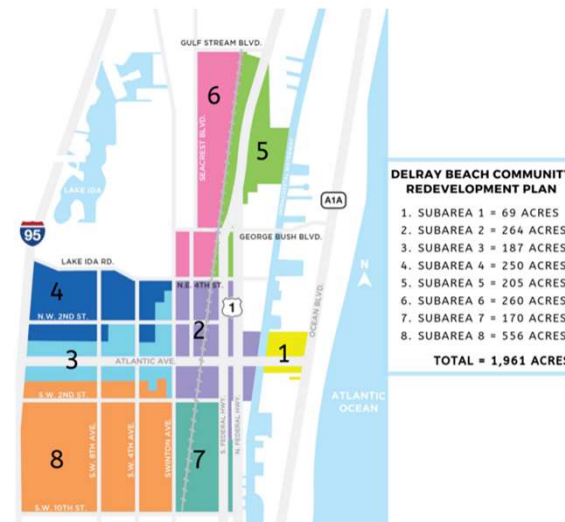 GULF STREAM BLVD.
6
SEACREST BLVD.
5
LAKE IDA
A1A
95
GEORGE BUSH BLVD.
LAKE IDA RD.
N
N.E. 4TH ST.
4
1
OCEAN BLVD.
N.W. 2ND ST.
2
3
ATLANTIC AVE.
1
S.W. 2ND ST.
ATLANTIC
OCEAN
S.W. 8TH AVE.
S.W. 4TH AVE.
SWINTON AVE.
S. FEDERAL HWY.
N. FEDERAL HWY.
8
7
S.W. 10TH ST.
DELRAY BEACH COMMUNIT
REDEVELOPMENT PLAN
1. SUBAREA 1 = 69 ACRES
2. SUBAREA 2 = 264 ACRES
3. SUBAREA 3 = 187 ACRES
4. SUBAREA 4 = 250 ACRES
5. SUBAREA 5 = 205 ACRES
6. SUBAREA 6 = 260 ACRES
7. SUBAREA 7 = 170 ACRES
8. SUBAREA 8 = 556 ACRES
TOTAL = 1,961 ACRES